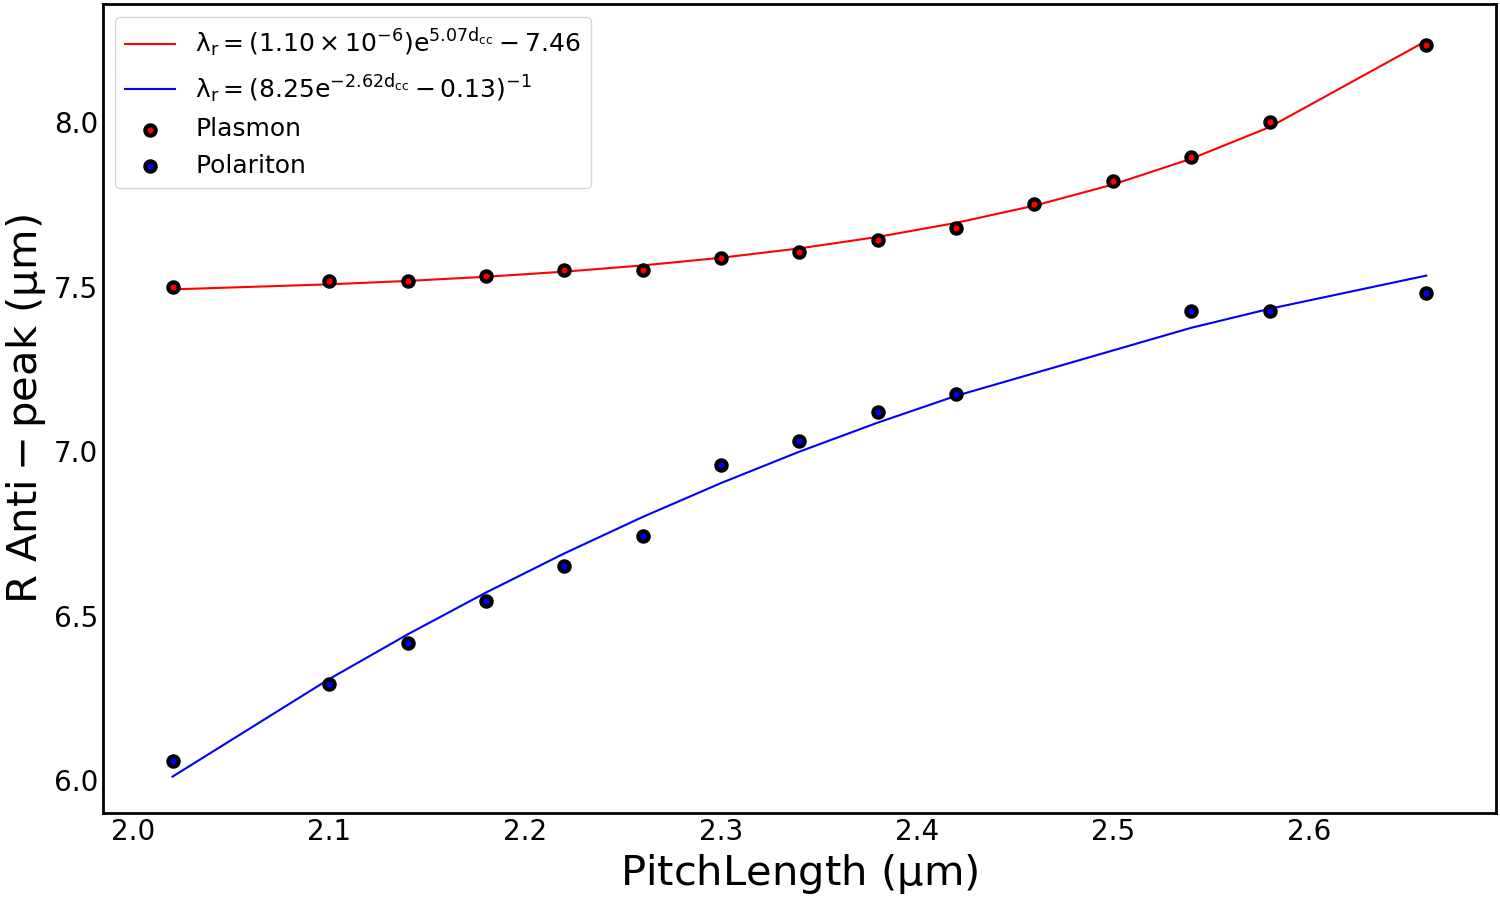 λr = (1.10 × 10⁻⁶)e^5.07dcc − 7.46
λr = (8.25e^−2.62dcc − 0.13)⁻¹
Plasmon
Polariton
R Anti − peak (μm)
8.0
7.5
7.0
6.5
6.0
2.0 2.1 2.2 2.3 2.4 2.5 2.6
PitchLength (μm)